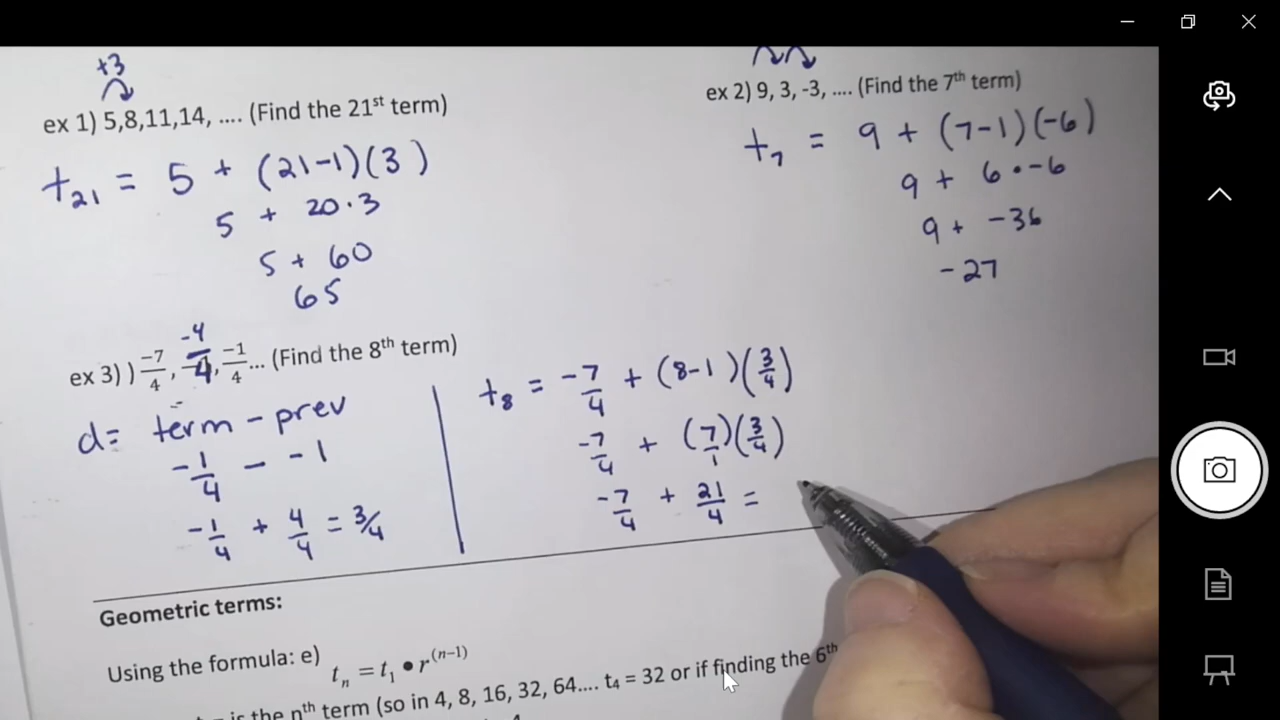 +3
ex 1) 5,8,11,14, .... (Find the 21st term)
t21 = 5 + (21-1)(3)
5 + 20·3
5 + 60
65
ex 2) 9, 3, -3, .... (Find the 7th term)
t7 = 9 + (7-1)(-6)
9 + 6·-6
9 + -36
-27
ex 3) ) -7/4, -4/4, -1/4... (Find the 8th term)
d= term - prev
-1/4 - -1
-1/4 + 4/4 = 3/4
t8 = -7/4 + (8-1)(3/4)
-7/4 + (7/1)(3/4)
-7/4 + 21/4 =
Geometric terms:
Using the formula: e) tn = t1 • r^(n-1)
is the nth term (so in 4, 8, 16, 32, 64.... t4 = 32 or if finding the 6th